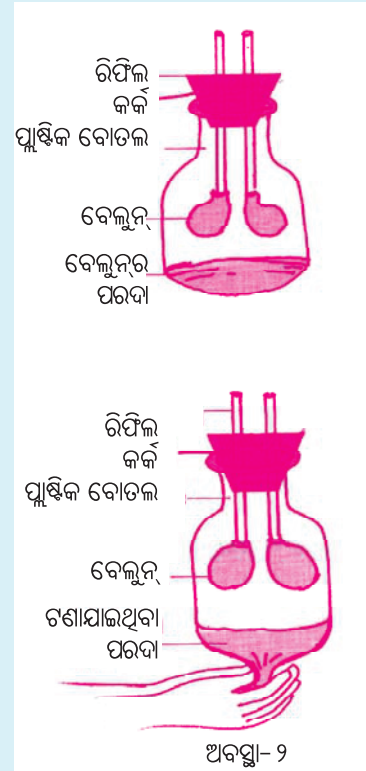 ରିଫିଲ
କର୍କ
ପ୍ଲାଷ୍ଟିକ ବୋତଲ
ବେଲୁନ୍
ବେଲୁନ୍‌ର
ପରଦା
ରିଫିଲ
କର୍କ
ପ୍ଲାଷ୍ଟିକ ବୋତଲ
ବେଲୁନ୍
ଟଣାଯାଇଥିବା
ପରଦା
ଅବସ୍ଥା- ୨